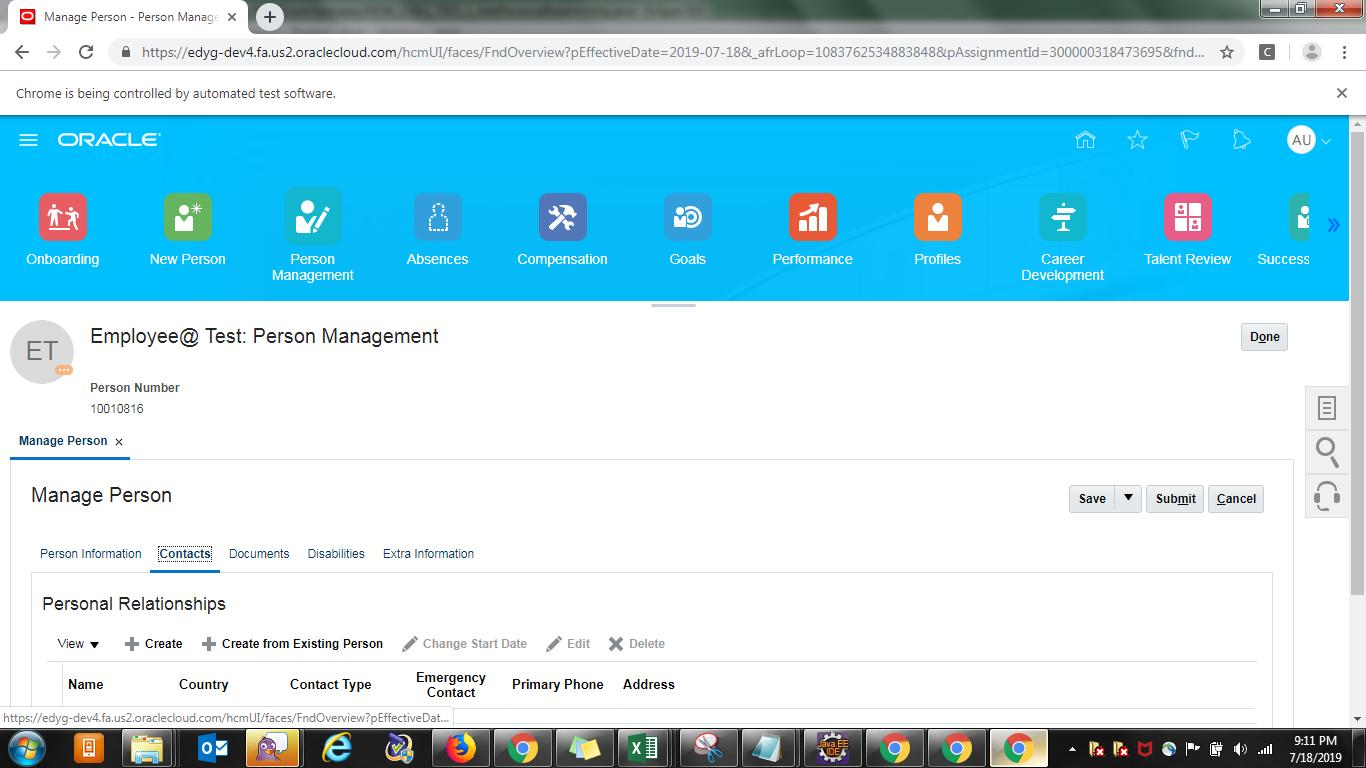 Manage Person - Person Manage
https://edyg-dev4.fa.us2.oraclecloud.com/hcmUI/faces/FndOverview?pEffectiveDate=2019-07-18&_afrLoop=1083762534883848&pAssignmentId=300000318473695&fnd...
C
Chrome is being controlled by automated test software.
ORACLE
AU
Onboarding
New Person
Person
Management
Absences
Compensation
Goals
Performance
Profiles
Career
Development
Talent Review
Success
ET
Employee@ Test: Person Management
Done
Person Number
10010816
Manage Person
Manage Person
Save
Submit
Cancel
Person Information
Contacts
Documents
Disabilities
Extra Information
Personal Relationships
View
Create
Create from Existing Person
Change Start Date
Edit
Delete
Name
Country
Contact Type
Emergency
Contact
Primary Phone
Address
https://edyg-dev4.fa.us2.oraclecloud.com/hcmUI/faces/FndOverview?pEffectiveDat...
Java EE
IDE
9:11 PM
7/18/2019